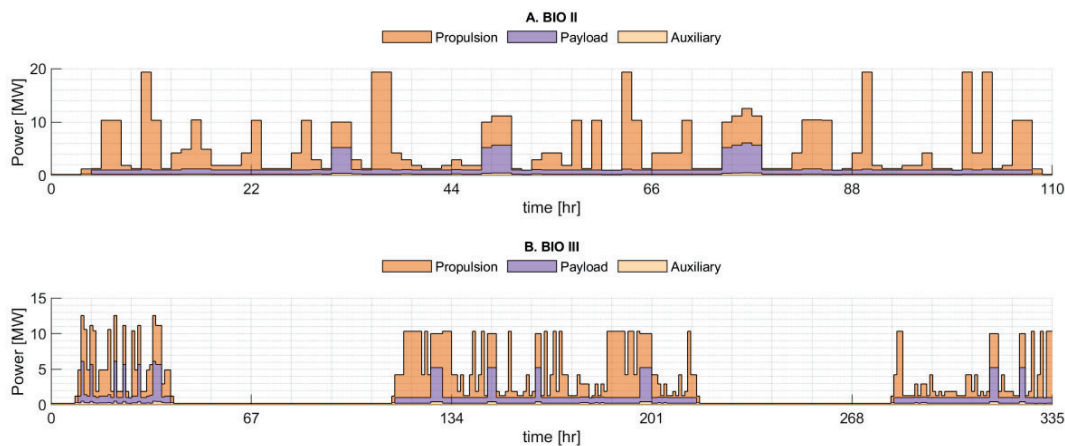 A. BIO II
Propulsion Payload Auxiliary
Power [MW]
20
10
0
0 22 44 66 88 110
time [hr]
B. BIO III
Propulsion Payload Auxiliary
Power [MW]
15
10
5
0
0 67 134 201 268 335
time [hr]